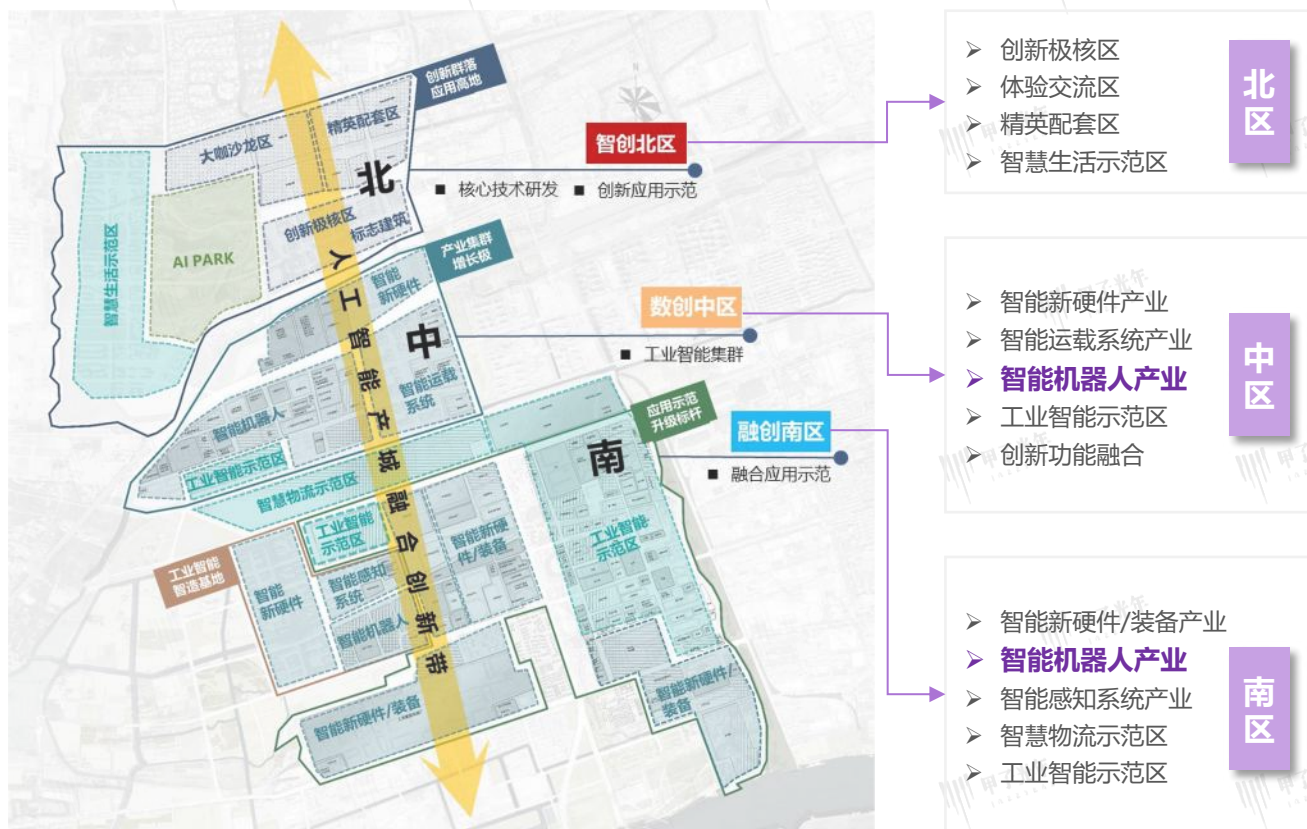 创新群落
应用高地
精英配套区
大咖沙龙区
北
创新极核区
标志建筑
AI PARK
智慧生活示范区
智创北区
■ 核心技术研发 ■ 创新应用示范
产业集群
增长极
智能
新硬件
中
智能运载
系统
智能机器人
工业智能示范区
数创中区
■ 工业智能集群
应用示范
升级标杆
融创南区
■ 融合应用示范
南
智慧物流示范区
工业智能
示范区
工业智能
示范区
智能新硬
件/装备
工业智能
智造基地
智能
新硬件
智能感知
系统
智能机器人
智能新硬件/装备
智能新硬件/
装备
人工智能产城融合创新带
N
➢ 创新极核区
➢ 体验交流区
➢ 精英配套区
➢ 智慧生活示范区
北区
➢ 智能新硬件产业
➢ 智能运载系统产业
➢ 智能机器人产业
➢ 工业智能示范区
➢ 创新功能融合
中区
➢ 智能新硬件/装备产业
➢ 智能机器人产业
➢ 智能感知系统产业
➢ 智慧物流示范区
➢ 工业智能示范区
南区
甲子光年